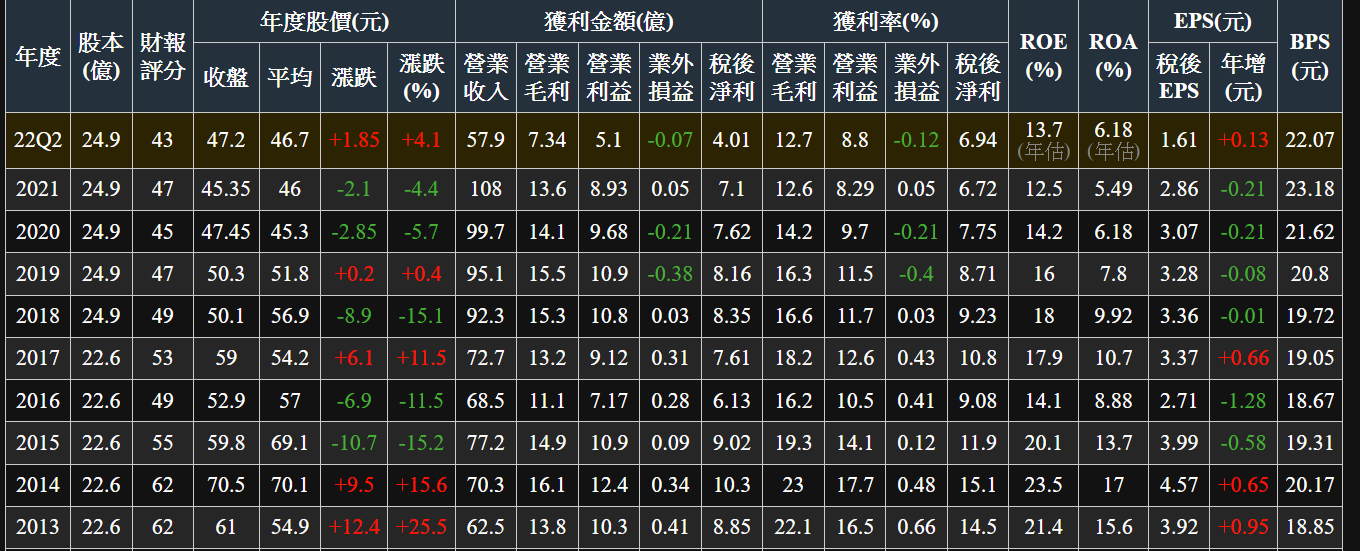 年度 股本(億) 財報評分 年度股價(元) 獲利金額(億) 獲利率(%) ROE(%) ROA(%) EPS(元) BPS(元)
收盤 平均 漲跌 漲跌(%) 營業收入 營業毛利 營業利益 業外損益 稅後淨利 營業毛利 營業利益 業外損益 稅後淨利 稅後EPS 年增(元)
22Q2 24.9 43 47.2 46.7 +1.85 +4.1 57.9 7.34 5.1 -0.07 4.01 12.7 8.8 -0.12 6.94 13.7(年估) 6.18(年估) 1.61 +0.13 22.07
2021 24.9 47 45.35 46 -2.1 -4.4 108 13.6 8.93 0.05 7.1 12.6 8.29 0.05 6.72 12.5 5.49 2.86 -0.21 23.18
2020 24.9 45 47.45 45.3 -2.85 -5.7 99.7 14.1 9.68 -0.21 7.62 14.2 9.7 -0.21 7.75 14.2 6.18 3.07 -0.21 21.62
2019 24.9 47 50.3 51.8 +0.2 +0.4 95.1 15.5 10.9 -0.38 8.16 16.3 11.5 -0.4 8.71 16 7.8 3.28 -0.08 20.8
2018 24.9 49 50.1 56.9 -8.9 -15.1 92.3 15.3 10.8 0.03 8.35 16.6 11.7 0.03 9.23 18 9.92 3.36 -0.01 19.72
2017 22.6 53 59 54.2 +6.1 +11.5 72.7 13.2 9.12 0.31 7.61 18.2 12.6 0.43 10.8 17.9 10.7 3.37 +0.66 19.05
2016 22.6 49 52.9 57 -6.9 -11.5 68.5 11.1 7.17 0.28 6.13 16.2 10.5 0.41 9.08 14.1 8.88 2.71 -1.28 18.67
2015 22.6 55 59.8 69.1 -10.7 -15.2 77.2 14.9 10.9 0.09 9.02 19.3 14.1 0.12 11.9 20.1 13.7 3.99 -0.58 19.31
2014 22.6 62 70.5 70.1 +9.5 +15.6 70.3 16.1 12.4 0.34 10.3 23 17.7 0.48 15.1 23.5 17 4.57 +0.65 20.17
2013 22.6 62 61 54.9 +12.4 +25.5 62.5 13.8 10.3 0.41 8.85 22.1 16.5 0.66 14.5 21.4 15.6 3.92 +0.95 18.85